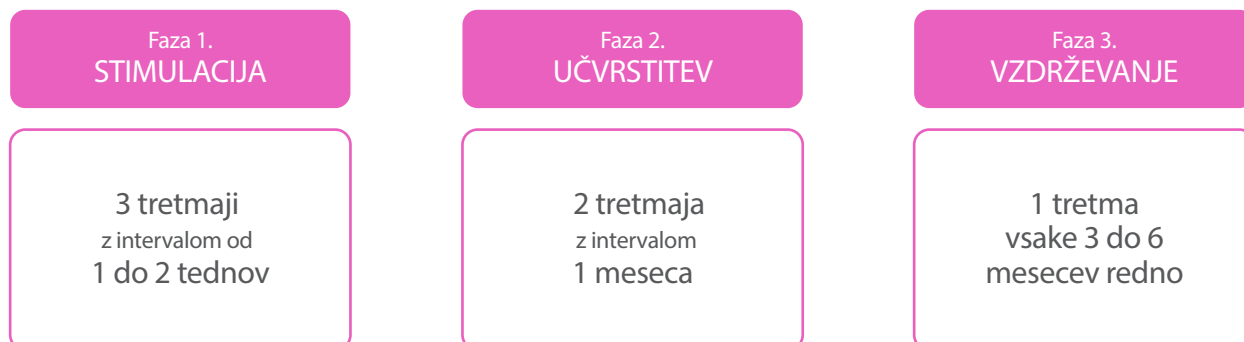 Faza 1.
STIMULACIJA
3 tretmaji
z intervalom od
1 do 2 tednov
Faza 2.
UČVRSTITEV
2 tretmaja
z intervalom
1 meseca
Faza 3.
VZDRŽEVANJE
1 tretma
vsake 3 do 6
mesecev redno